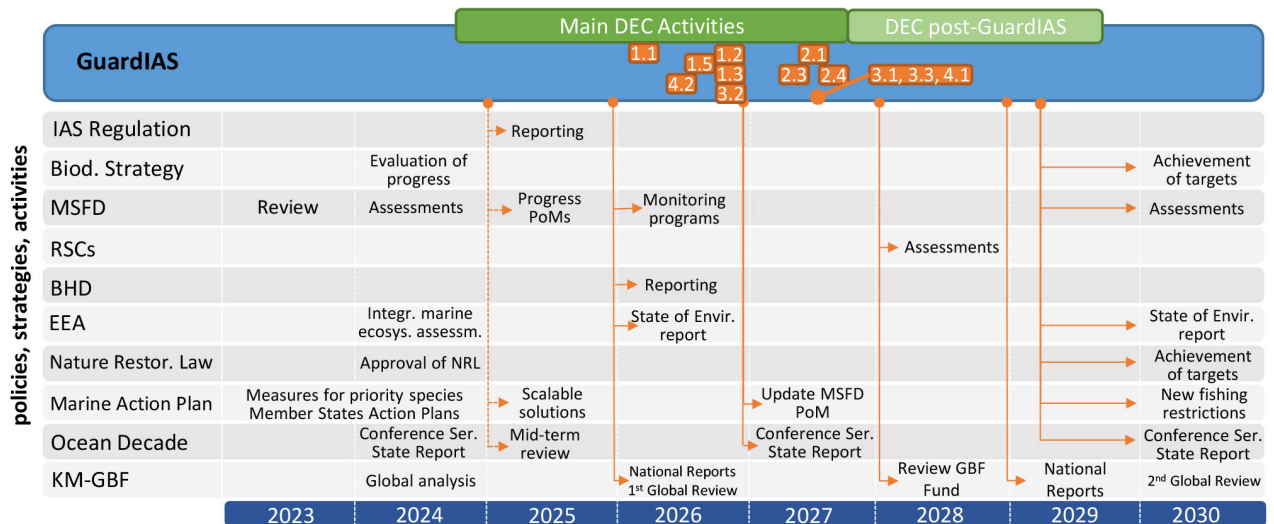 Main DEC Activities
DEC post-GuardIAS
GuardIAS
1.1
1.2
2.1
1.5
1.3
2.3
2.4
3.1, 3.3, 4.1
4.2
3.2
policies, strategies, activities
IAS Regulation
Reporting
Biod. Strategy
Evaluation of
progress
Achievement
of targets
MSFD
Review
Assessments
Progress
PoMs
Monitoring
programs
Assessments
RSCs
Assessments
BHD
Reporting
EEA
Integr. marine
ecosys. assessm.
State of Envir.
report
State of Envir.
report
Nature Restor. Law
Approval of NRL
Achievement
of targets
Marine Action Plan
Measures for priority species
Member States Action Plans
Scalable
solutions
Update MSFD
PoM
New fishing
restrictions
Ocean Decade
Conference Ser.
State Report
Mid-term
review
Conference Ser.
State Report
Conference Ser.
State Report
KM-GBF
Global analysis
National Reports
1st Global Review
Review GBF
Fund
National
Reports
2nd Global Review
2023
2024
2025
2026
2027
2028
2029
2030